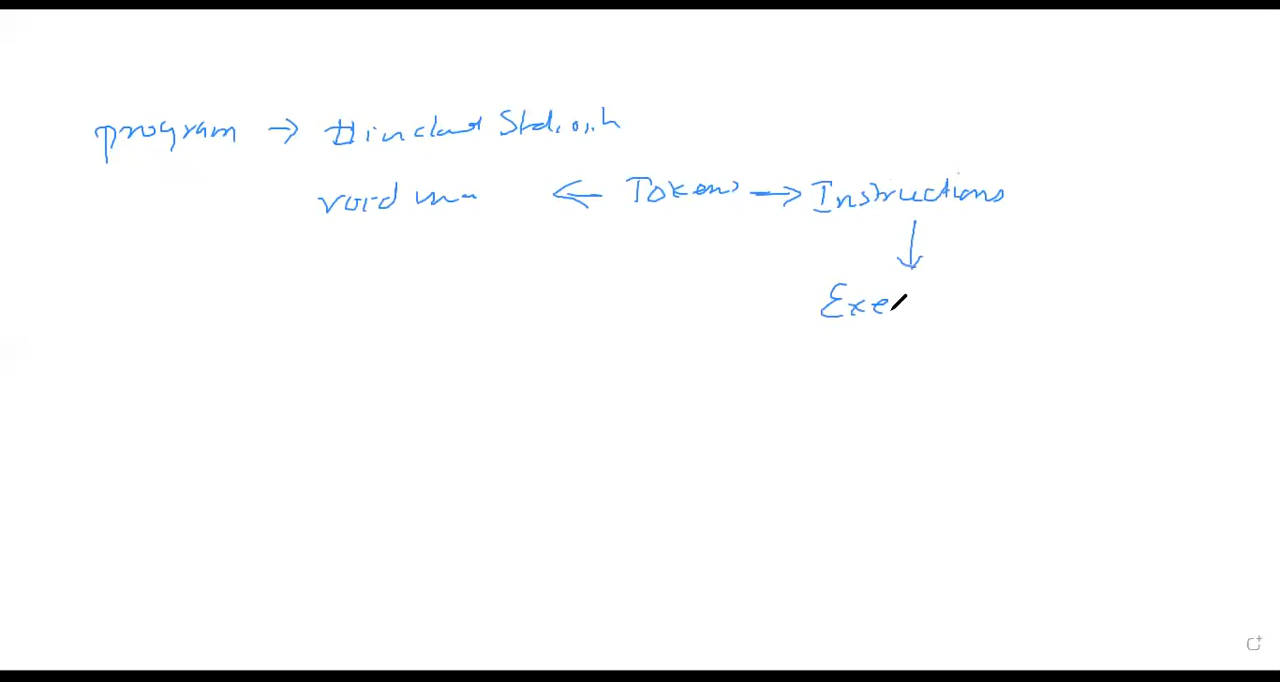 program → #include Stdio.h
void ma ← Tokens → Instructions
↓
Exe